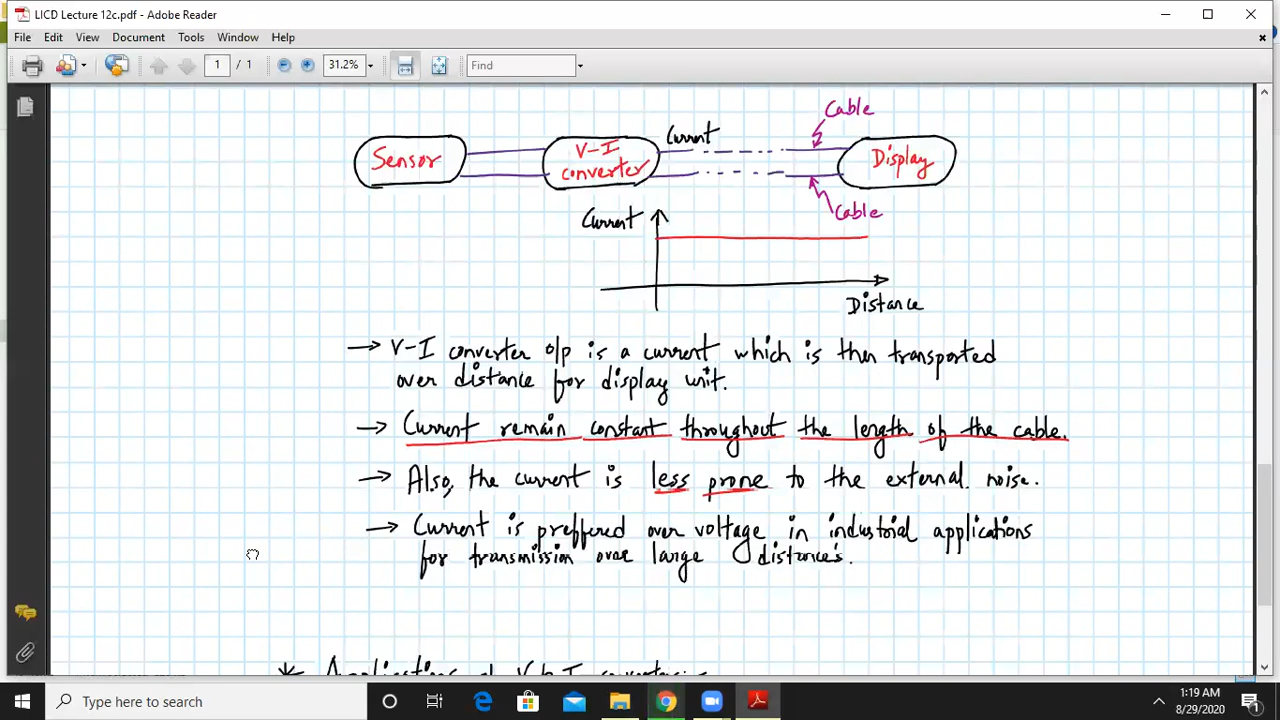 LICD Lecture 12c.pdf - Adobe Reader
File Edit View Document Tools Window Help
1 / 1 31.2% Find
Cable
Sensor V-I converter Current Display
Cable
Current
Distance
→ V-I converter o/p is a current which is then transported
over distance for display unit.
→ Current remain constant throughout the length of the cable.
→ Also, the current is less prone to the external noise.
→ Current is preffered over voltage in industrial applications
for transmission over large distance's.
Type here to search
1:19 AM
8/29/2020